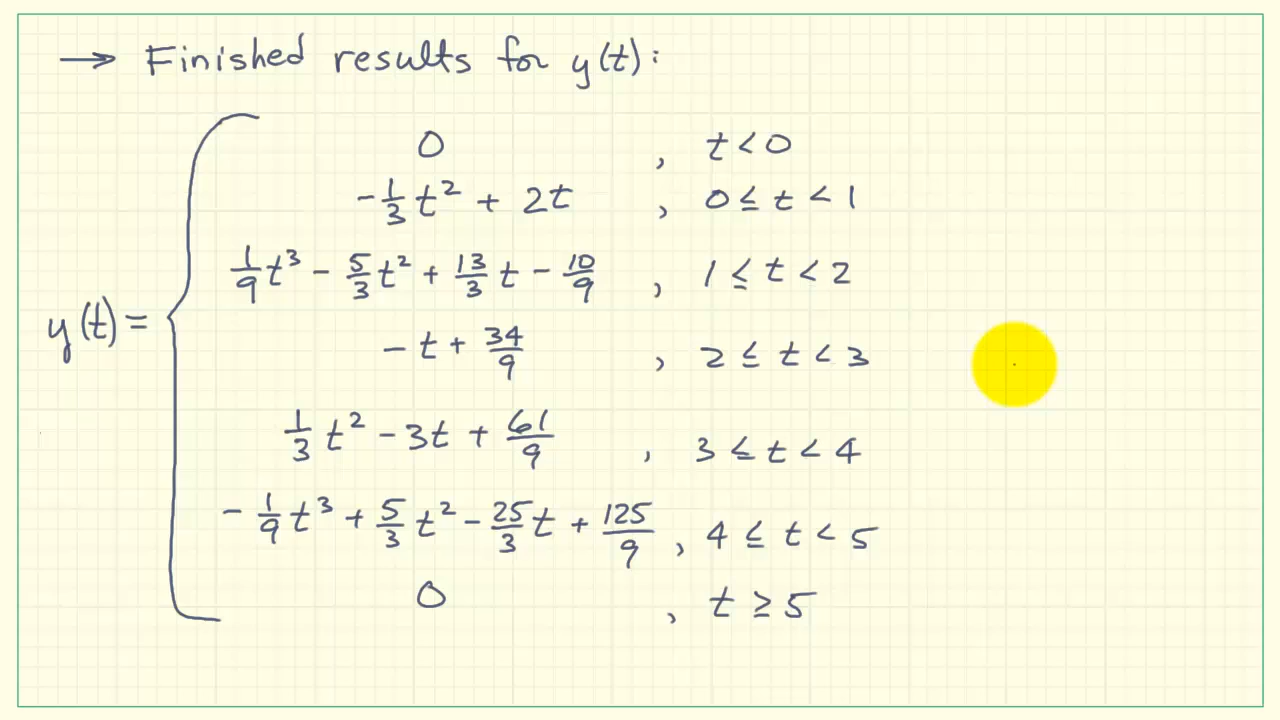 → Finished results for y(t):
0 , t < 0
-1/3 t² + 2t , 0 ≤ t < 1
1/9 t³ - 5/3 t² + 13/3 t - 10/9 , 1 ≤ t < 2
y(t) =
-t + 34/9 , 2 ≤ t < 3
1/3 t² - 3t + 61/9 , 3 ≤ t < 4
-1/9 t³ + 5/3 t² - 25/3 t + 125/9 , 4 ≤ t < 5
0 , t ≥ 5